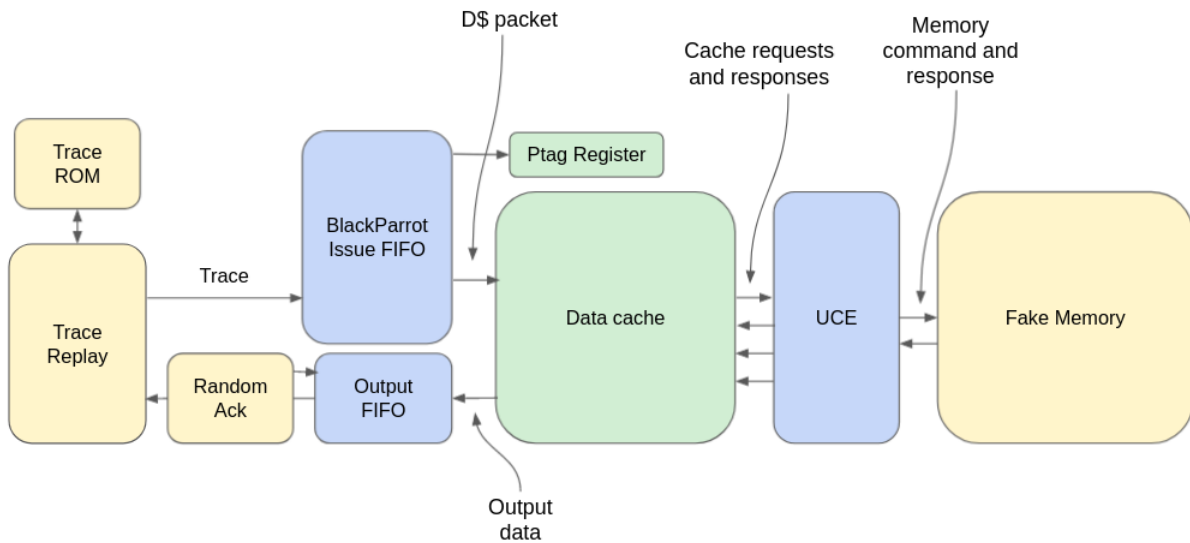 D$ packet
Cache requests
and responses
Memory
command and
response
Trace
ROM
BlackParrot
Issue FIFO
Ptag Register
Trace
Trace
Replay
Data cache
UCE
Fake Memory
Random
Ack
Output
FIFO
Output
data